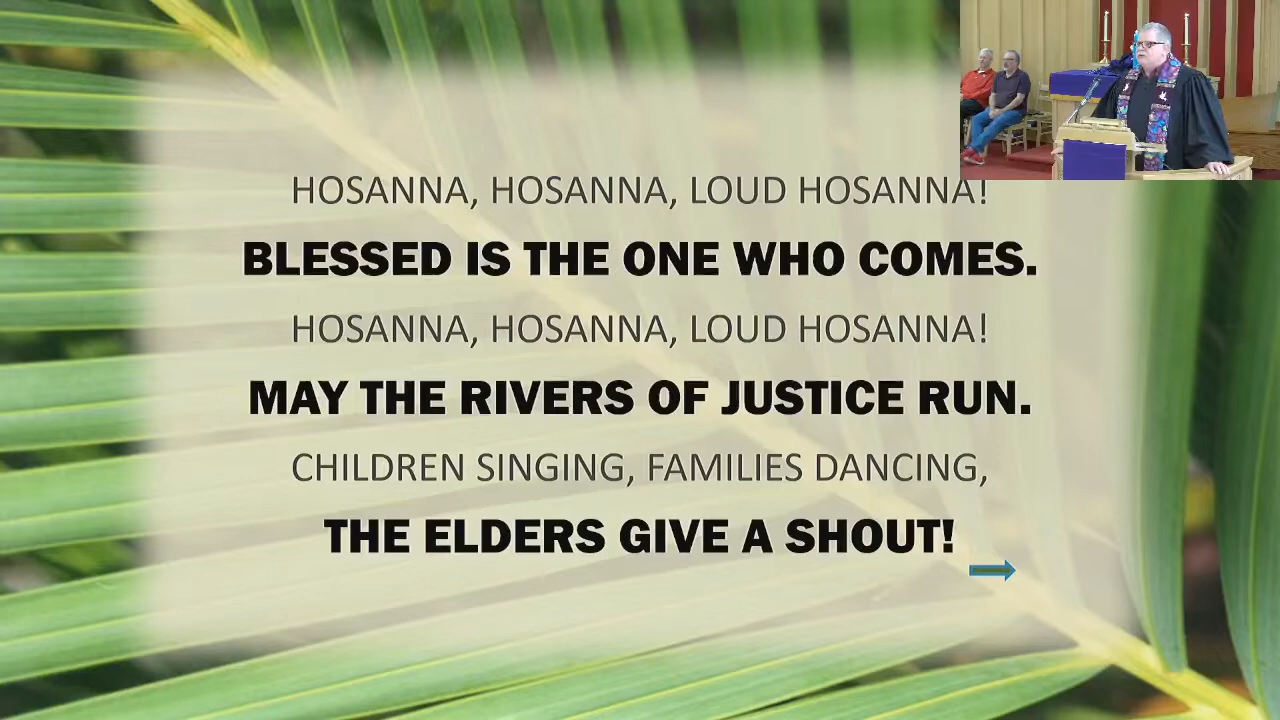 HOSANNA, HOSANNA, LOUD HOSANNA!
BLESSED IS THE ONE WHO COMES.
HOSANNA, HOSANNA, LOUD HOSANNA!
MAY THE RIVERS OF JUSTICE RUN.
CHILDREN SINGING, FAMILIES DANCING,
THE ELDERS GIVE A SHOUT!